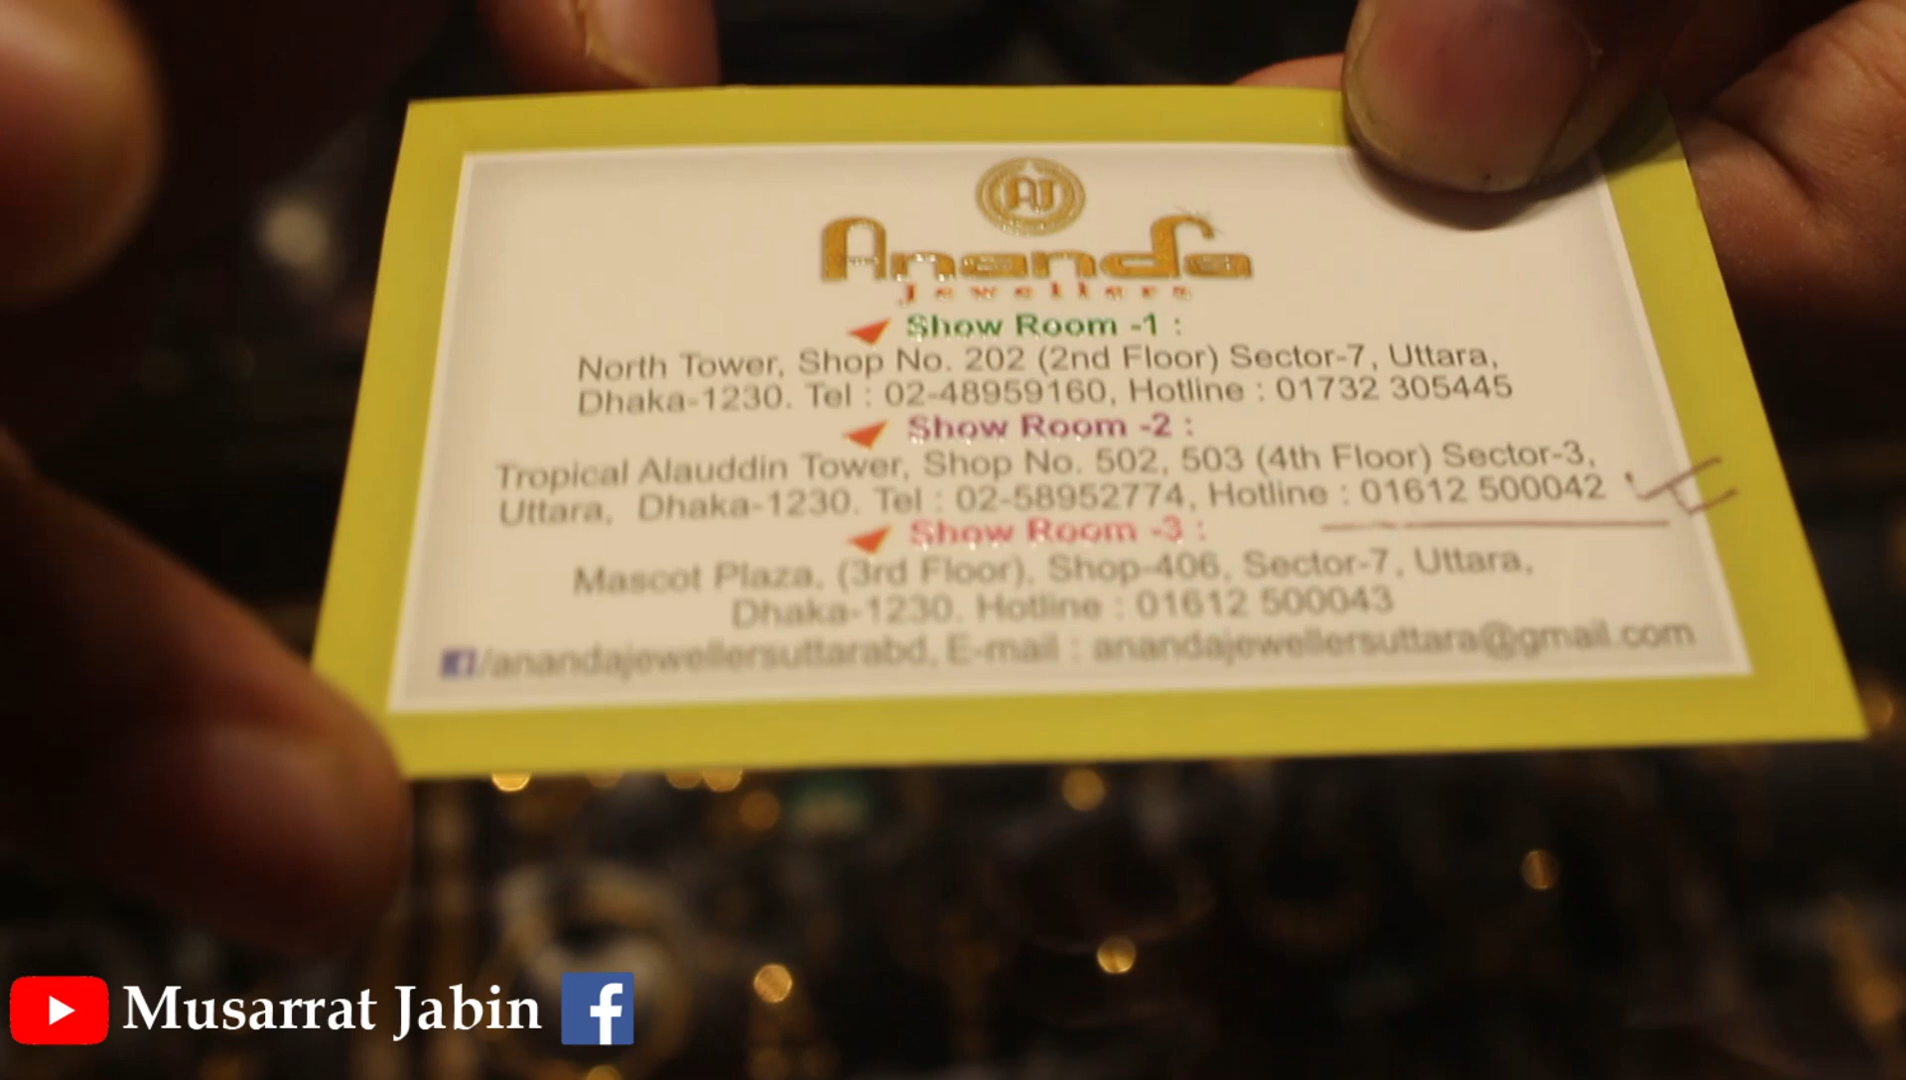 AJ
Ananda
Jewellers
Show Room -1 :
North Tower, Shop No. 202 (2nd Floor) Sector-7, Uttara,
Dhaka-1230. Tel : 02-48959160, Hotline : 01732 305445
Show Room -2 :
Tropical Alauddin Tower, Shop No. 502, 503 (4th Floor) Sector-3,
Uttara, Dhaka-1230. Tel : 02-58952774, Hotline : 01612 500042
Show Room -3 :
Mascot Plaza, (3rd Floor), Shop-406, Sector-7, Uttara,
Dhaka-1230. Hotline : 01612 500043
f/anandajewellersuttarabd, E-mail : anandajewellersuttara@gmail.com
Musarrat Jabin f